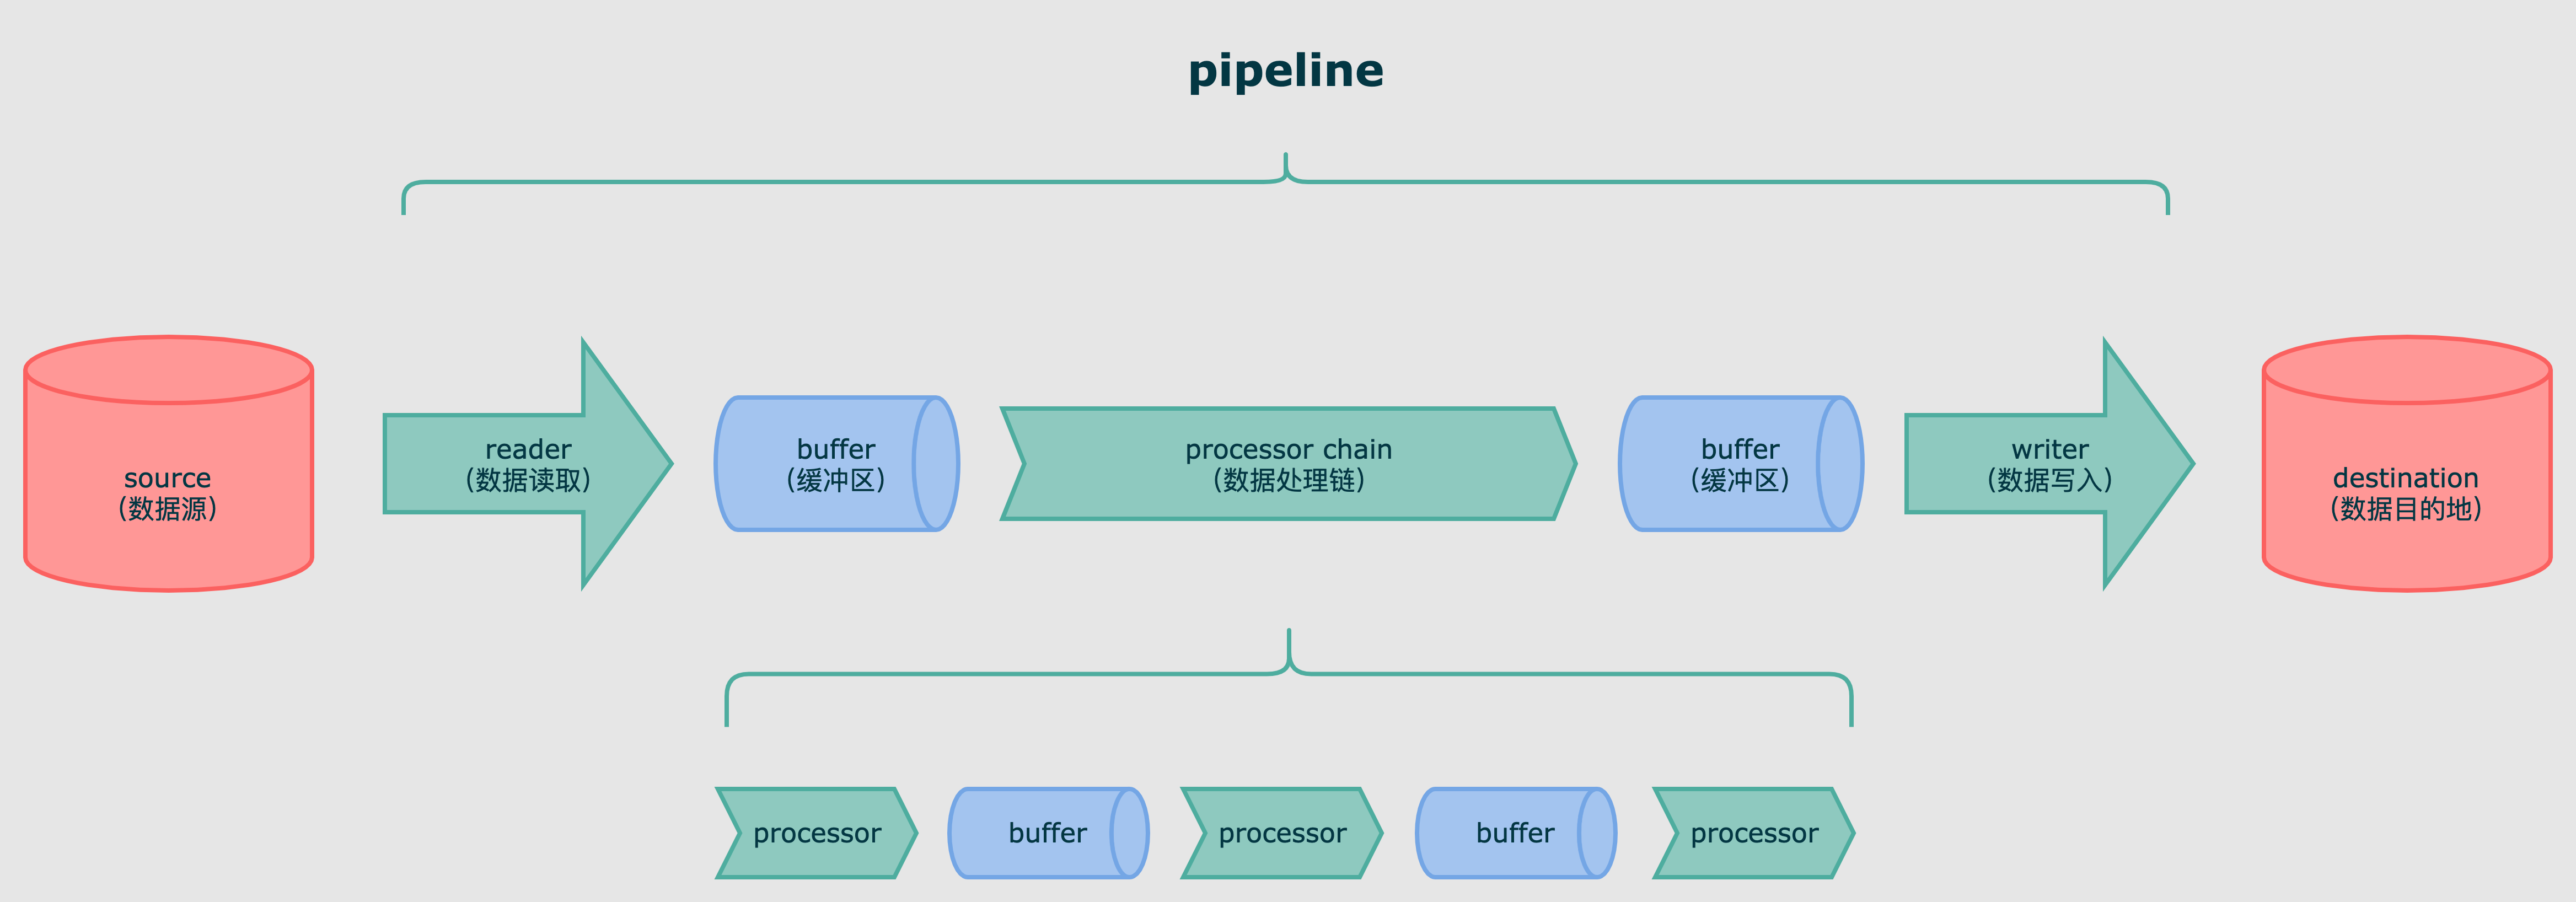 pipeline
source
(数据源)
reader
(数据读取)
buffer
(缓冲区)
processor chain
(数据处理链)
buffer
(缓冲区)
writer
(数据写入)
destination
(数据目的地)
processor
buffer
processor
buffer
processor